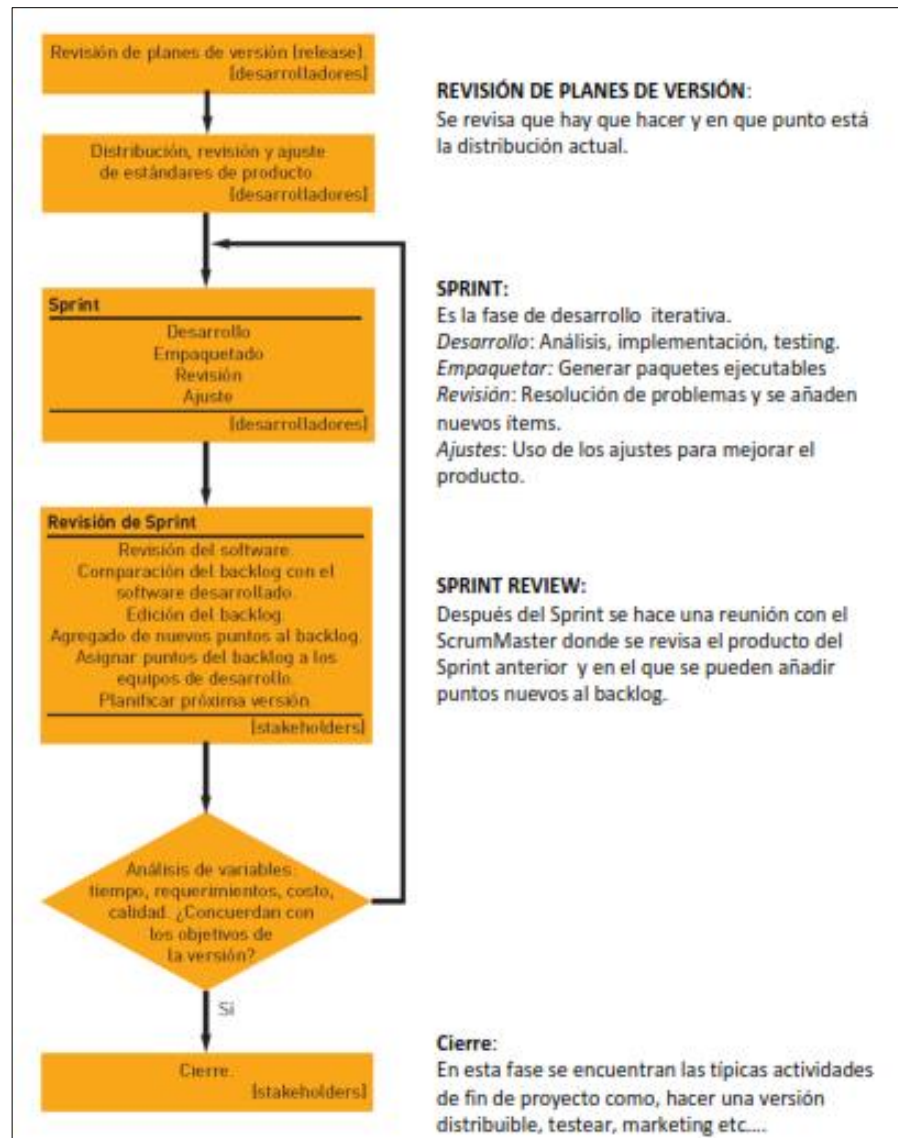 Revisión de planes de versión [release].
[desarrolladores]
REVISIÓN DE PLANES DE VERSIÓN:
Se revisa que hay que hacer y en que punto está
la distribución actual.
Distribución, revisión y ajuste
de estándares de producto
[desarrolladores]
Sprint
Desarrollo
Empaquetado
Revisión
Ajuste
[desarrolladores]
SPRINT:
Es la fase de desarrollo iterativa.
Desarrollo: Análisis, implementación, testing.
Empaquetar: Generar paquetes ejecutables
Revisión: Resolución de problemas y se añaden
nuevos ítems.
Ajustes: Uso de los ajustes para mejorar el
producto.
Revisión de Sprint
Revisión del software.
Comparación del backlog con el
software desarrollado.
Edición del backlog.
Agregado de nuevos puntos al backlog.
Asignar puntos del backlog a los
equipos de desarrollo.
Planificar próxima versión.
[stakeholders]
SPRINT REVIEW:
Después del Sprint se hace una reunión con el
ScrumMaster donde se revisa el producto del
Sprint anterior y en el que se pueden añadir
puntos nuevos al backlog.
Análisis de variables:
tiempo, requerimientos, costo,
calidad. ¿Concuerdan con
los objetivos de
la versión?
Si
Cierre.
[stakeholders]
Cierre:
En esta fase se encuentran las típicas actividades
de fin de proyecto como, hacer una versión
distribuible, testear, marketing etc....